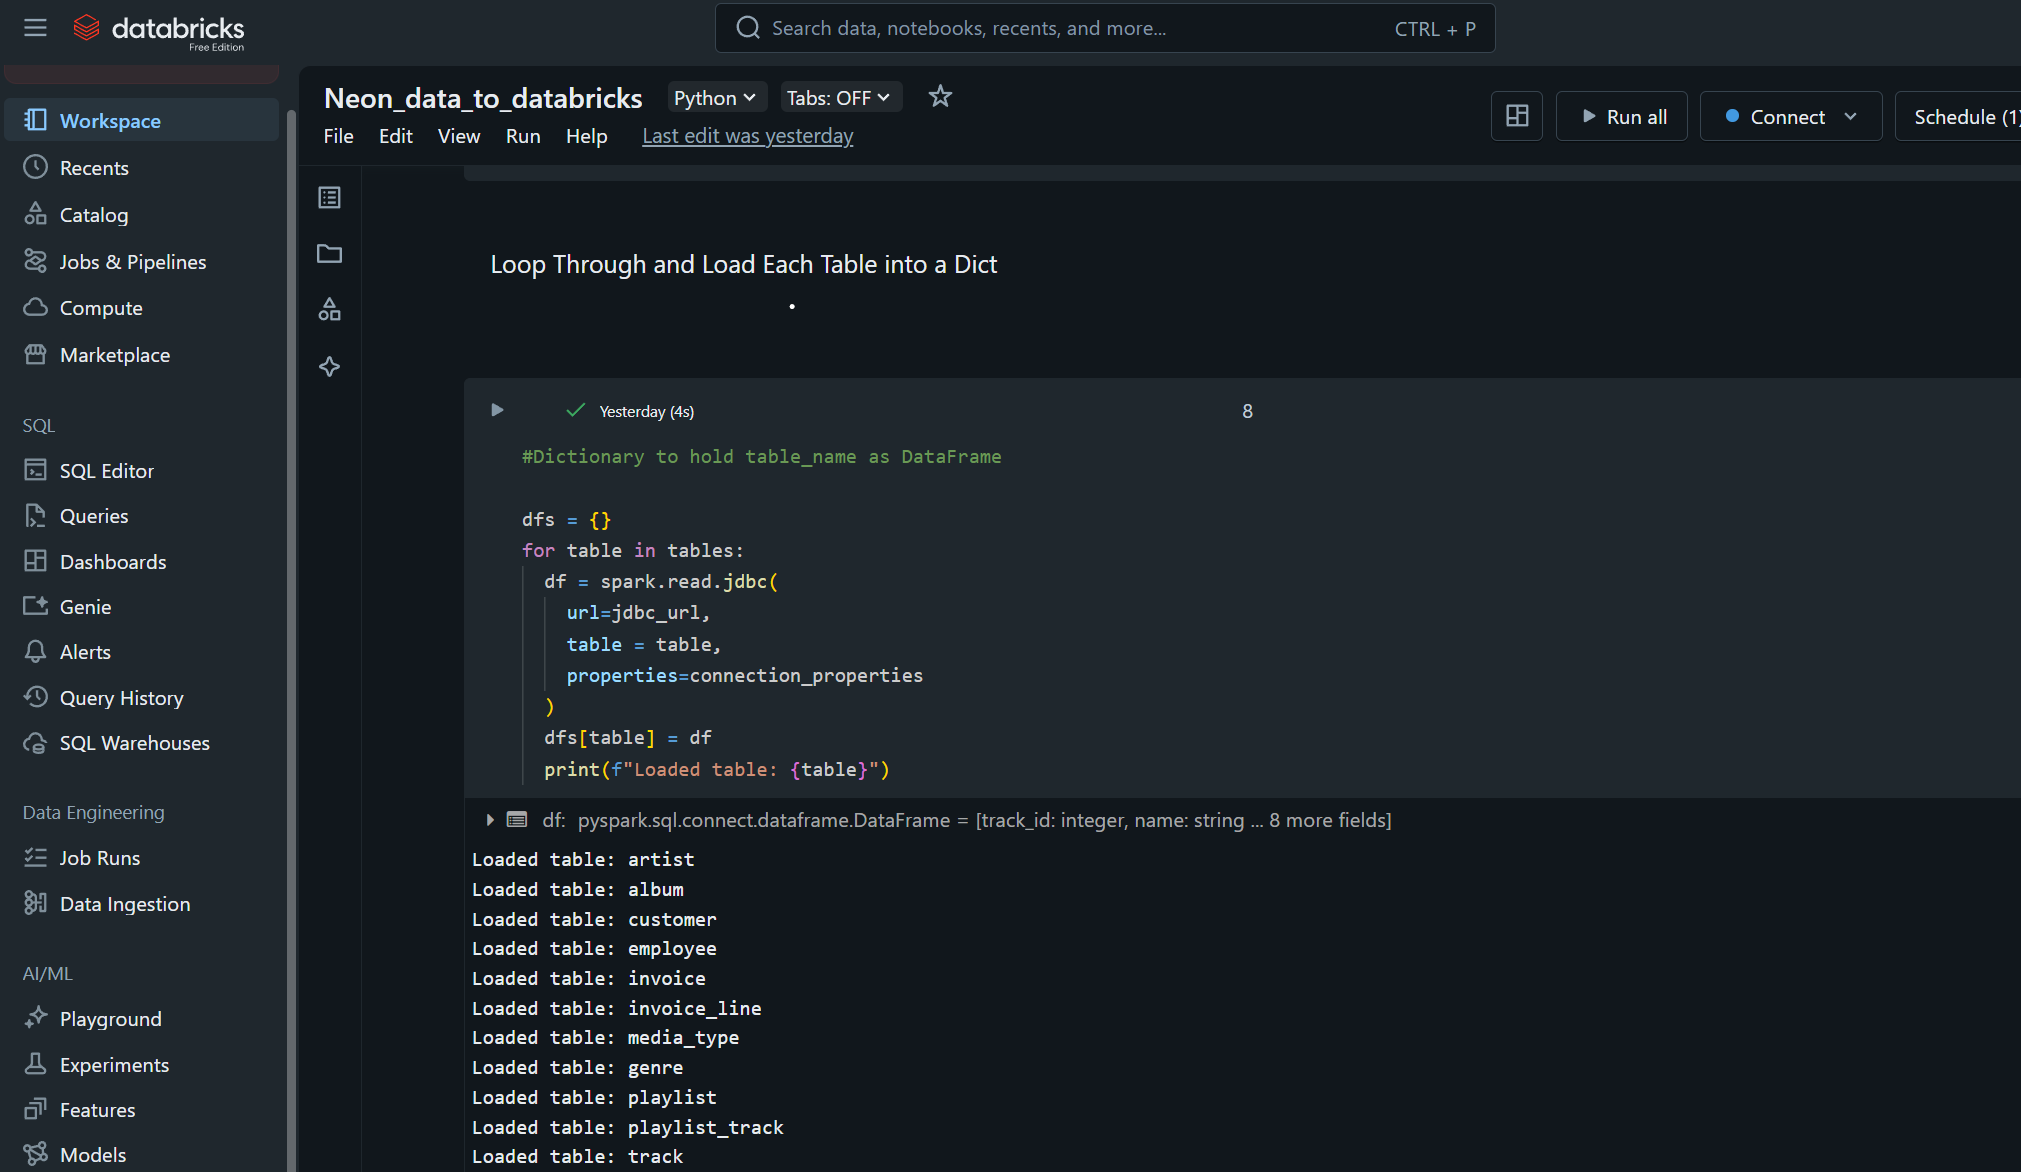 databricks
Free Edition
Search data, notebooks, recents, and more...
CTRL + P
Workspace
Recents
Catalog
Jobs & Pipelines
Compute
Marketplace
SQL
SQL Editor
Queries
Dashboards
Genie
Alerts
Query History
SQL Warehouses
Data Engineering
Job Runs
Data Ingestion
AI/ML
Playground
Experiments
Features
Models
Neon_data_to_databricks
Python
Tabs: OFF
File Edit View Run Help Last edit was yesterday
Run all
Connect
Schedule (1)
Loop Through and Load Each Table into a Dict
Yesterday (4s)
8
#Dictionary to hold table_name as DataFrame
dfs = {}
for table in tables:
df = spark.read.jdbc(
url=jdbc_url,
table = table,
properties=connection_properties
)
dfs[table] = df
print(f"Loaded table: {table}")
df: pyspark.sql.connect.dataframe.DataFrame = [track_id: integer, name: string ... 8 more fields]
Loaded table: artist
Loaded table: album
Loaded table: customer
Loaded table: employee
Loaded table: invoice
Loaded table: invoice_line
Loaded table: media_type
Loaded table: genre
Loaded table: playlist
Loaded table: playlist_track
Loaded table: track